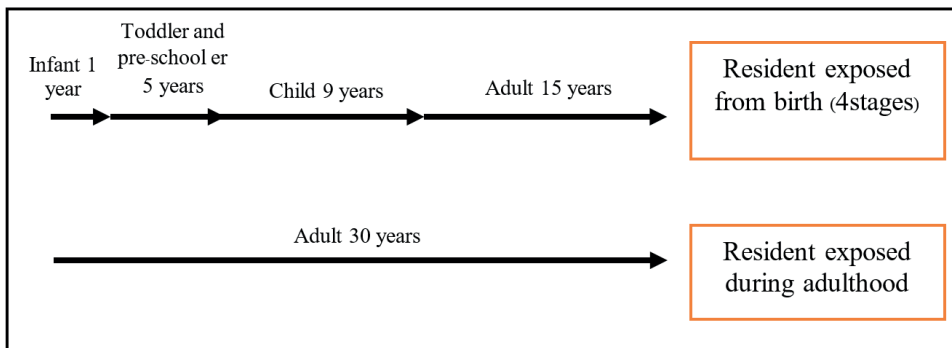 Infant 1
year
Toddler and
pre-school er
5 years
Child 9 years
Adult 15 years
Resident exposed
from birth (4stages)
Adult 30 years
Resident exposed
during adulthood